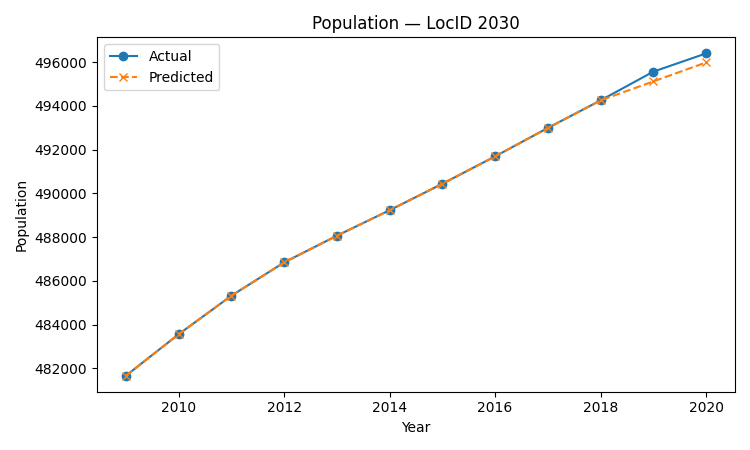 Population — LocID 2030
Actual
Predicted
496000
494000
492000
490000
488000
486000
484000
482000
Population
2010 2012 2014 2016 2018 2020
Year